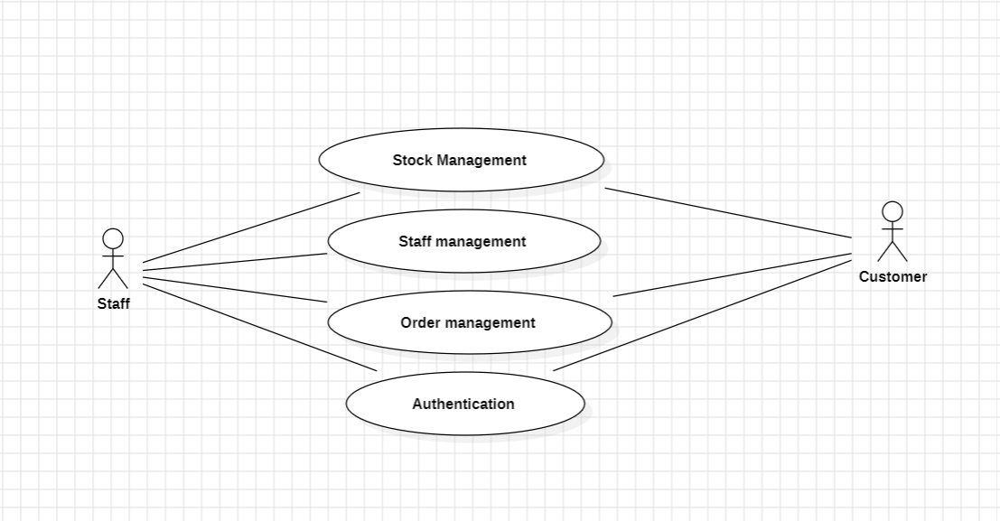 Stock Management
Staff management
Staff
Customer
Order management
Authentication